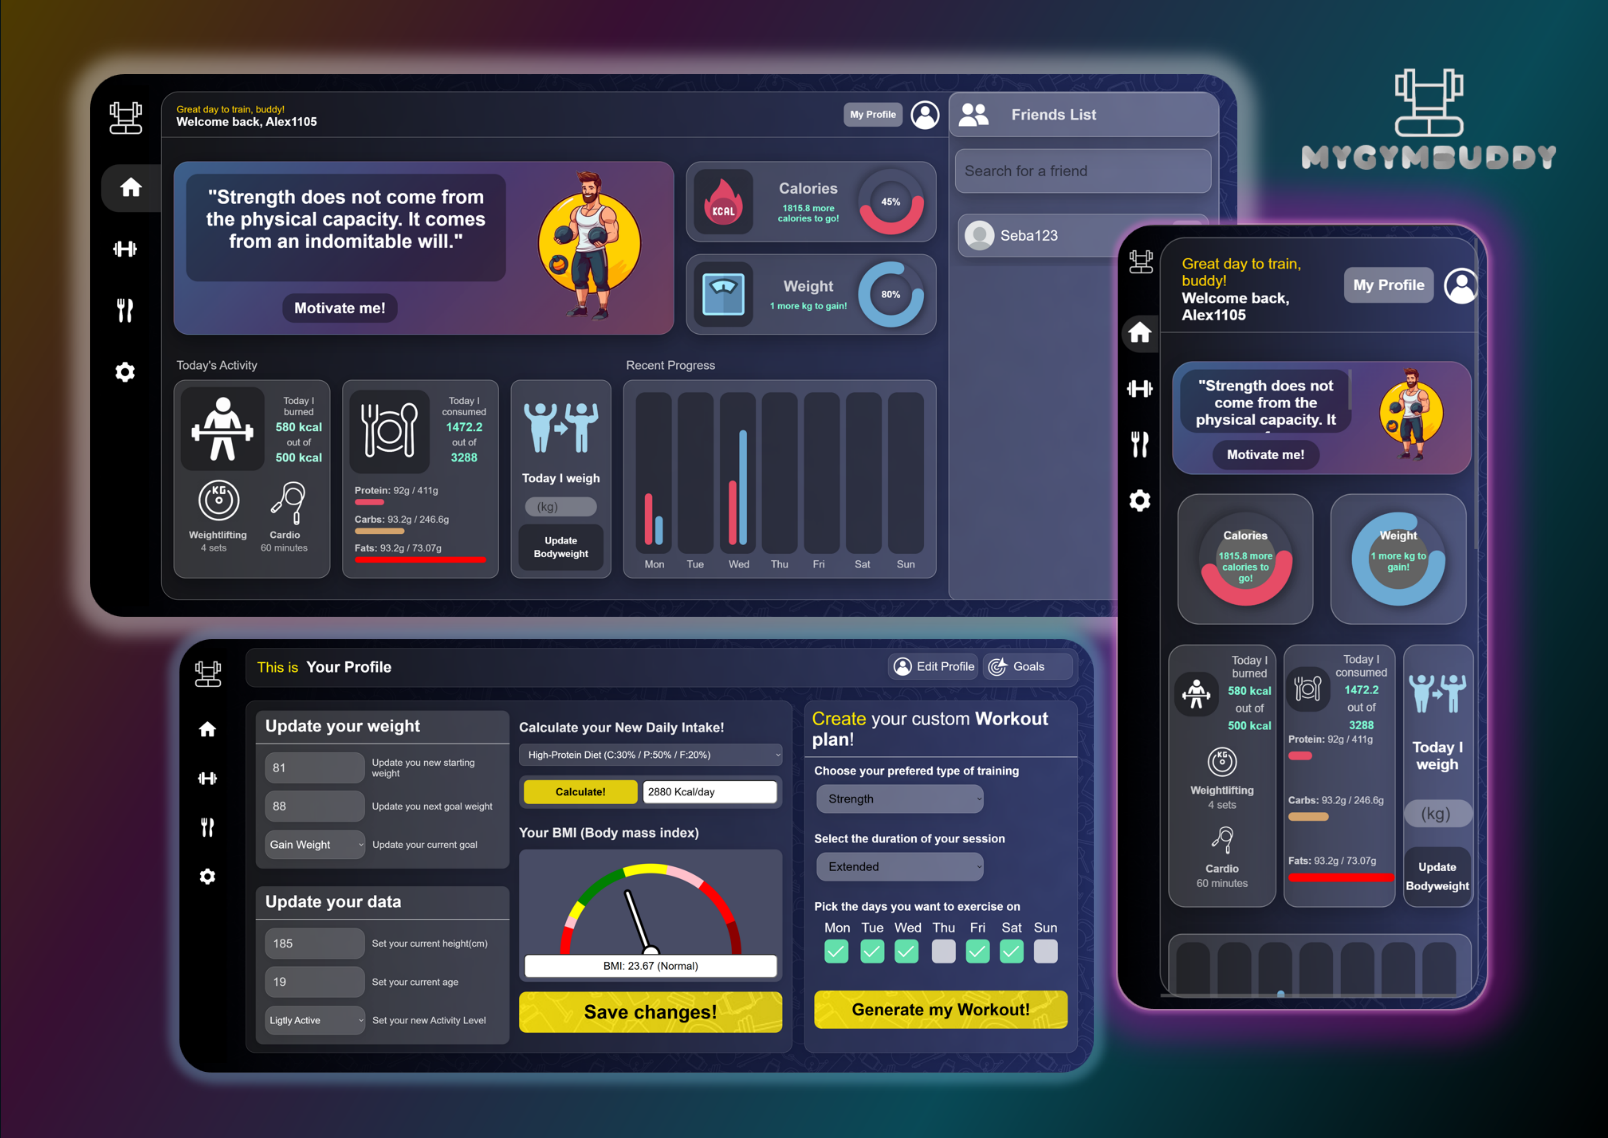 MYGYMBUDDY
Great day to train, buddy!
Welcome back, Alex1105
My Profile
Friends List
Search for a friend
Seba123
"Strength does not come from
the physical capacity. It comes
from an indomitable will."
Motivate me!
KCAL
Calories
1815.8 more
calories to go!
45%
Weight
1 more kg to gain!
80%
Today's Activity
Today I
burned
580 kcal
out of
500 kcal
KG
Weightlifting
4 sets
Cardio
60 minutes
Today I
consumed
1472.2
out of
3288
Protein: 92g / 411g
Carbs: 93.2g / 246.6g
Fats: 93.2g / 73.07g
Today I weigh
(kg)
Update
Bodyweight
Recent Progress
Mon Tue Wed Thu Fri Sat Sun
This is Your Profile
Edit Profile
Goals
Update your weight
81
Update you new starting
weight
88
Update you next goal weight
Gain Weight
Update your current goal
Update your data
185
Set your current height(cm)
19
Set your current age
Ligtly Active
Set your new Activity Level
Calculate your New Daily Intake!
High-Protein Diet (C:30% / P:50% / F:20%)
Calculate!
2880 Kcal/day
Your BMI (Body mass index)
BMI: 23.67 (Normal)
Save changes!
Create your custom Workout
plan!
Choose your prefered type of training
Strength
Select the duration of your session
Extended
Pick the days you want to exercise on
Mon Tue Wed Thu Fri Sat Sun
Generate my Workout!
Great day to train,
buddy!
Welcome back,
Alex1105
My Profile
"Strength does not
come from the
physical capacity. It
Motivate me!
Calories
1815.8 more
calories to
go!
Weight
1 more kg to
gain!
Today I
burned
580 kcal
out of
500 kcal
KG
Weightlifting
4 sets
Cardio
60 minutes
Today I
consumed
1472.2
out of
3288
Protein: 92g / 411g
Carbs: 93.2g / 246.6g
Fats: 93.2g / 73.07g
Today I
weigh
(kg)
Update
Bodyweight